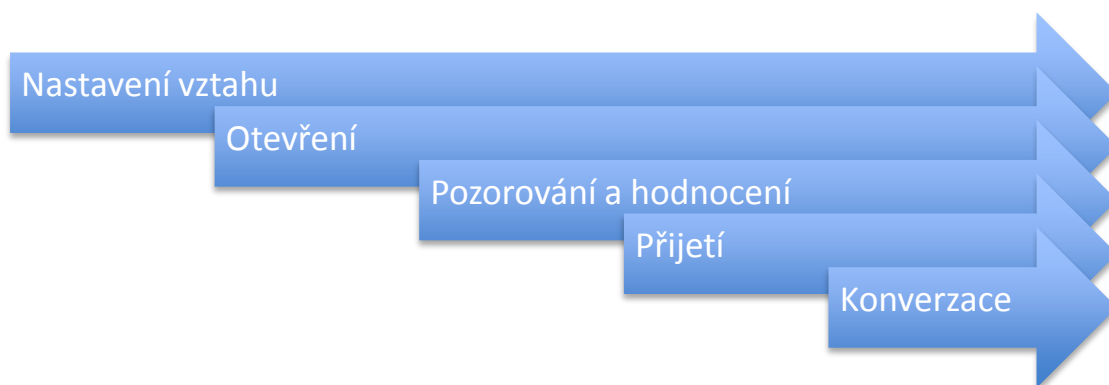 Nastavení vztahu
Otevření
Pozorování a hodnocení
Přijetí
Konverzace